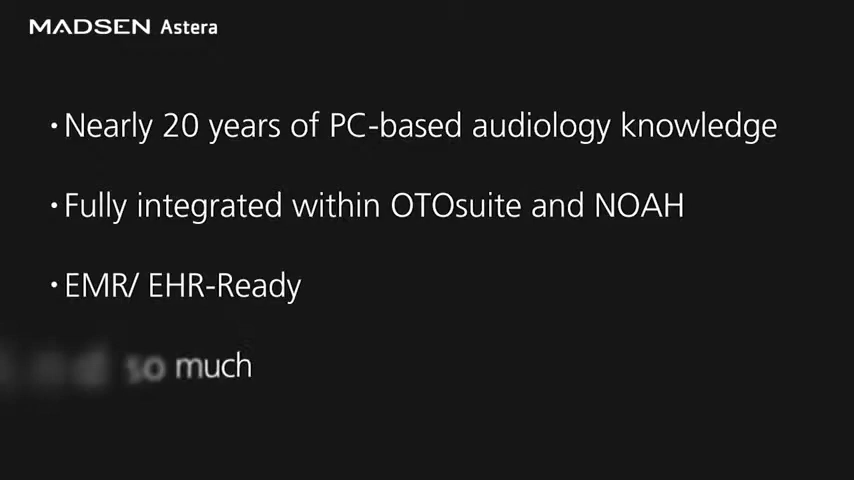 MADSEN Astera
• Nearly 20 years of PC-based audiology knowledge
• Fully integrated within OTOsuite and NOAH
• EMR/ EHR-Ready
so much